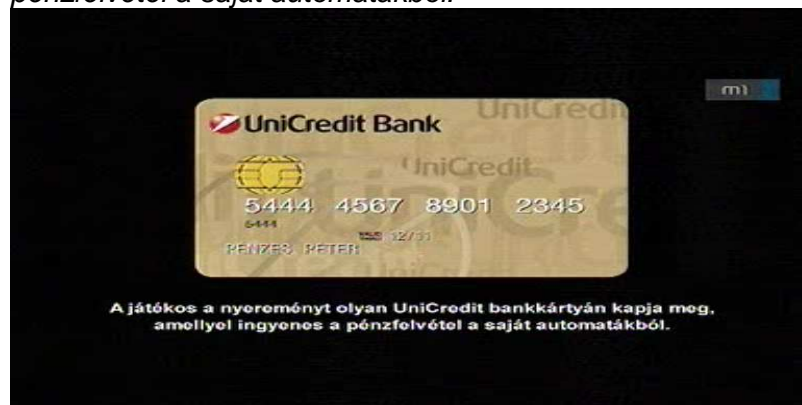 pénzfelvétel a saját automatákból.
m1
UniCredit
UniCredit Bank
UniCredit
5444 4567 8901 2345
5444
12/11
PENZES PETER
A játékos a nyereményt olyan UniCredit bankkártyán kapja meg,
amellyel ingyenes a pénzfelvétel a saját automatákból.